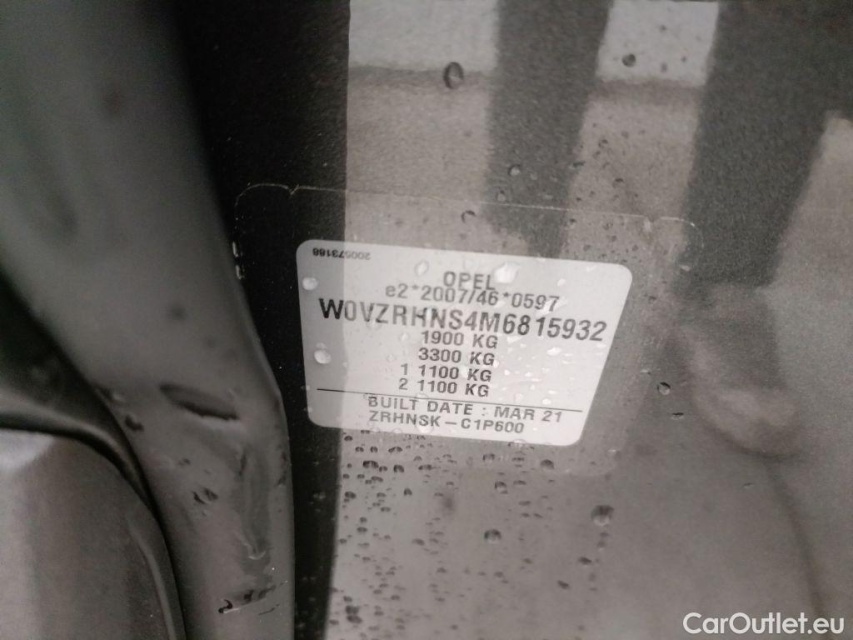 200573168
OPEL
e2*2007/46*0597
W0VZRHNS4M6815932
1900 KG
3300 KG
1 1100 KG
2 1100 KG
BUILT DATE : MAR 21
ZRHNSK-C1P600
CarOutlet.eu